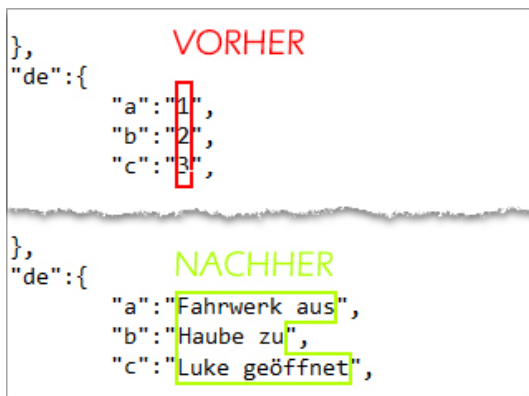 VORHER
},
"de":{
"a":"1",
"b":"2",
"c":"3",
NACHHER
},
"de":{
"a":"Fahrwerk aus",
"b":"Haube zu",
"c":"Luke geöffnet",